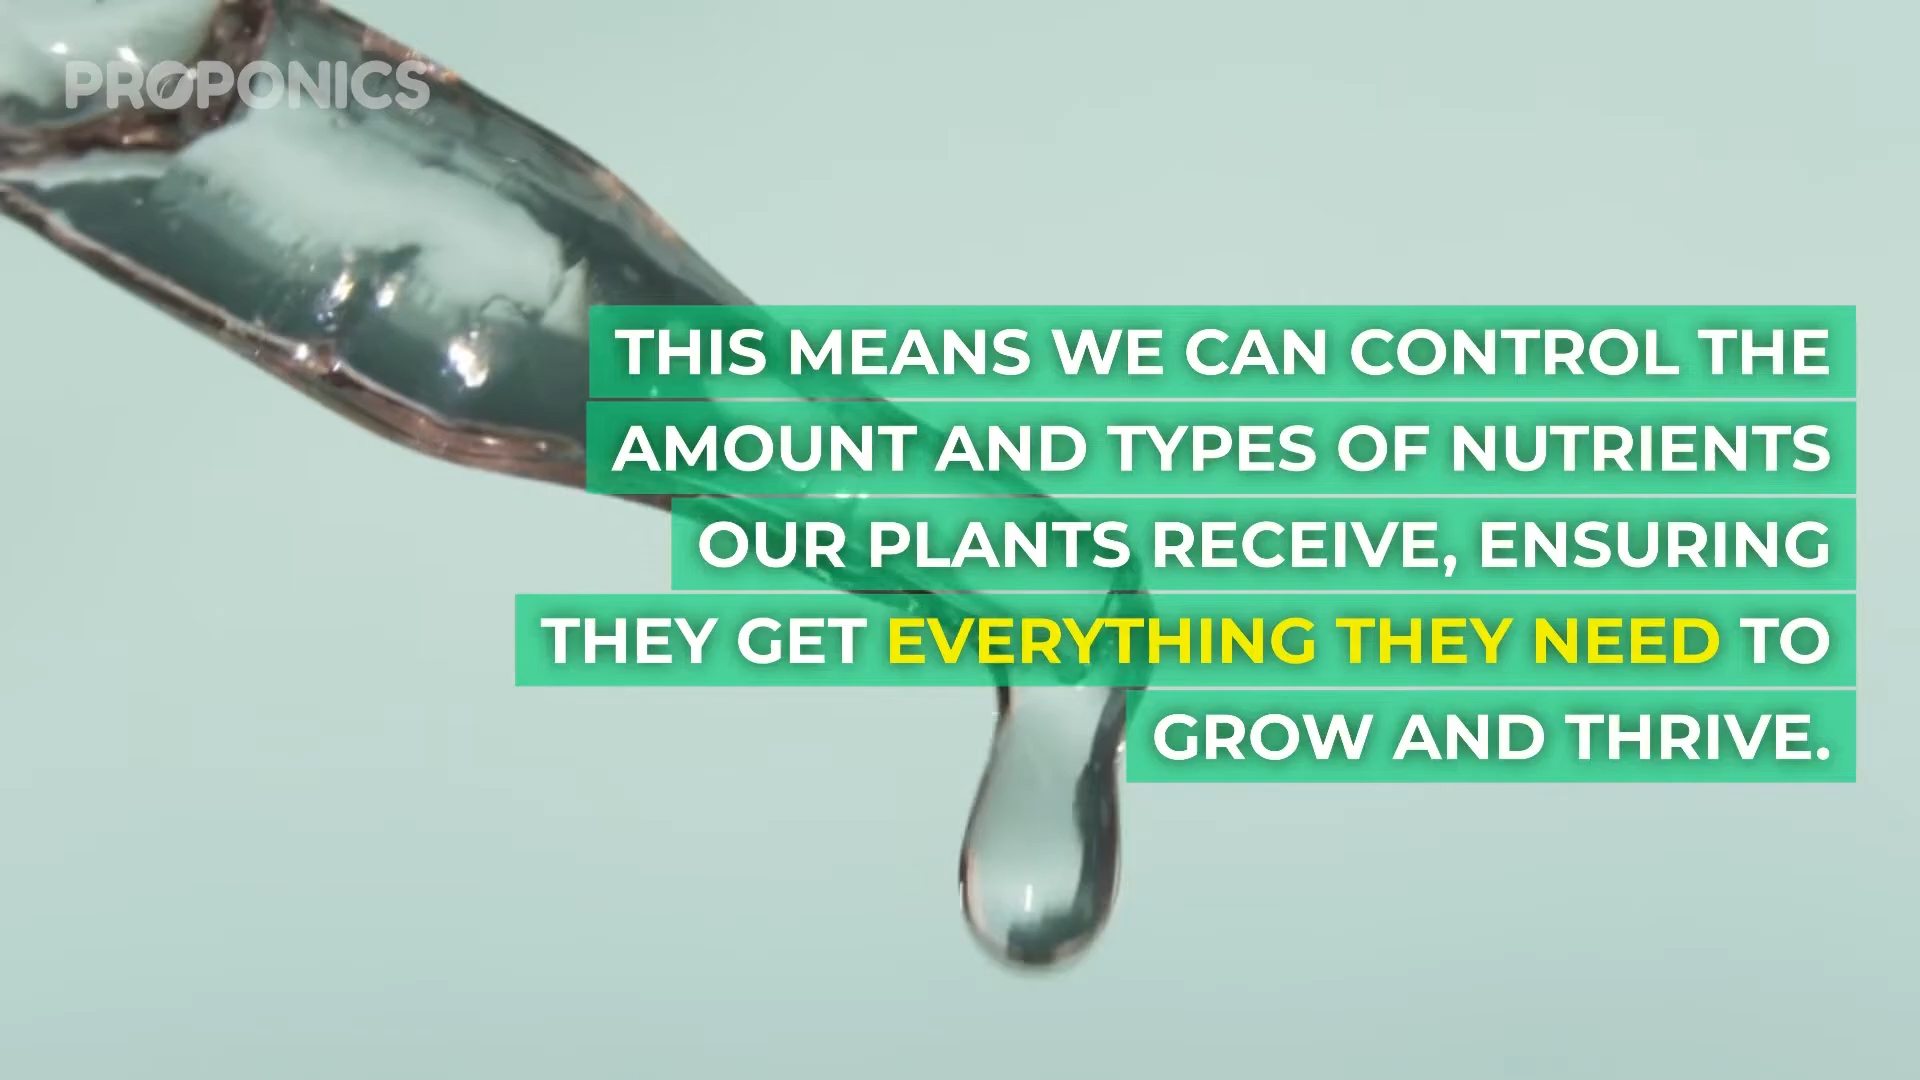 PROPONICS
THIS MEANS WE CAN CONTROL THE
AMOUNT AND TYPES OF NUTRIENTS
OUR PLANTS RECEIVE, ENSURING
THEY GET EVERYTHING THEY NEED TO
GROW AND THRIVE.